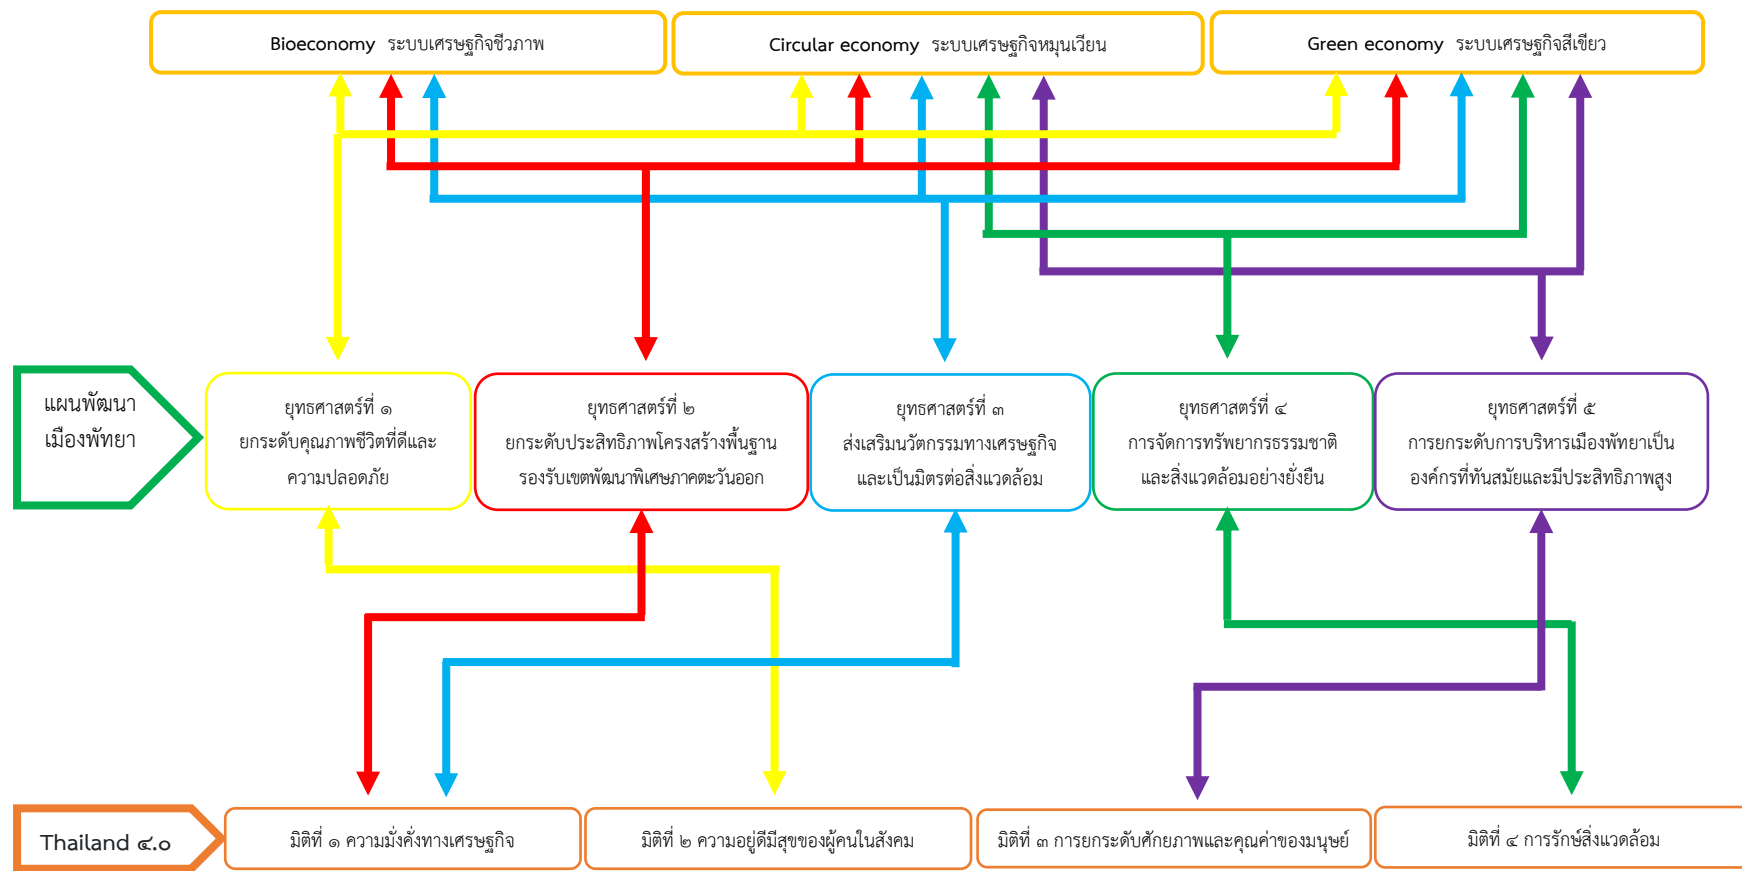 Bioeconomy ระบบเศรษฐกิจชีวภาพ
Circular economy ระบบเศรษฐกิจหมุนเวียน
Green economy ระบบเศรษฐกิจสีเขียว
แผนพัฒนา
เมืองพัทยา
ยุทธศาสตร์ที่ ๑
ยกระดับคุณภาพชีวิตที่ดีและ
ความปลอดภัย
ยุทธศาสตร์ที่ ๒
ยกระดับประสิทธิภาพโครงสร้างพื้นฐาน
รองรับเขตพัฒนาพิเศษภาคตะวันออก
ยุทธศาสตร์ที่ ๓
ส่งเสริมนวัตกรรมทางเศรษฐกิจ
และเป็นมิตรต่อสิ่งแวดล้อม
ยุทธศาสตร์ที่ ๔
การจัดการทรัพยากรธรรมชาติ
และสิ่งแวดล้อมอย่างยั่งยืน
ยุทธศาสตร์ที่ ๕
การยกระดับการบริหารเมืองพัทยาเป็น
องค์กรที่ทันสมัยและมีประสิทธิภาพสูง
Thailand ๔.๐
มิติที่ ๑ ความมั่งคั่งทางเศรษฐกิจ
มิติที่ ๒ ความอยู่ดีมีสุขของผู้คนในสังคม
มิติที่ ๓ การยกระดับศักยภาพและคุณค่าของมนุษย์
มิติที่ ๔ การรักษ์สิ่งแวดล้อม